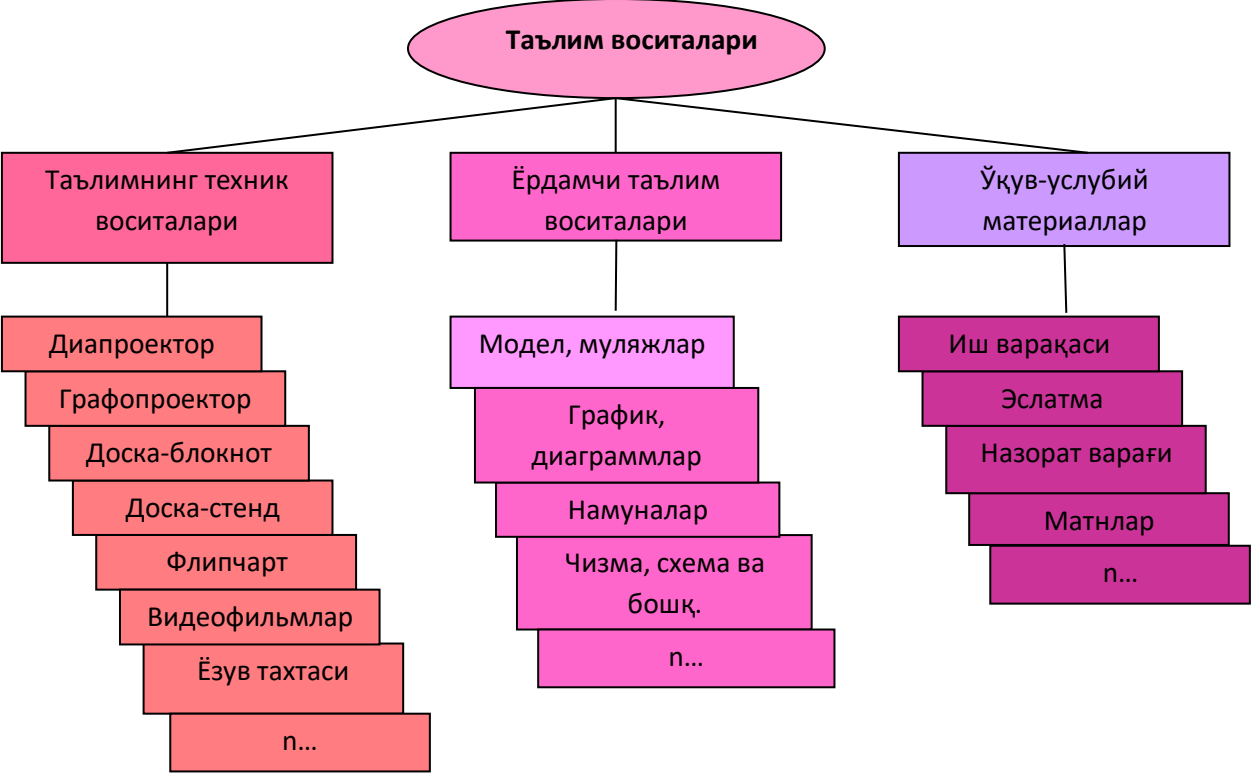 Таълим воситалари
Таълимнинг техник
воситалари
Диапроектор
Графопроектор
Доска-блокнот
Доска-стенд
Флипчарт
Видеофильмлар
Ёзув тахтаси
n…
Ёрдамчи таълим
воситалари
Модел, муляжлар
График,
диаграммлар
Намуналар
Чизма, схема ва
бошқ.
n…
Ўқув-услубий
материаллар
Иш варақаси
Эслатма
Назорат варағи
Матнлар
n…